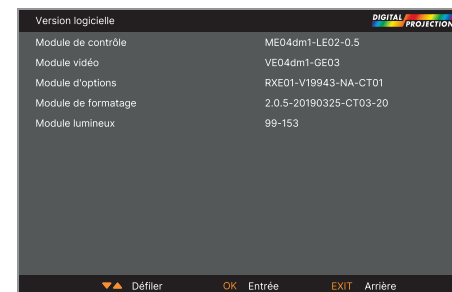 Version logicielle DIGITAL PROJECTION
Module de contrôle ME04dm1-LE02-0.5
Module vidéo VE04dm1-GE03
Module d'options RXE01-V19943-NA-CT01
Module de formatage 2.0.5-20190325-CT03-20
Module lumineux 99-153
Défiler OK Entrée EXIT Arrière